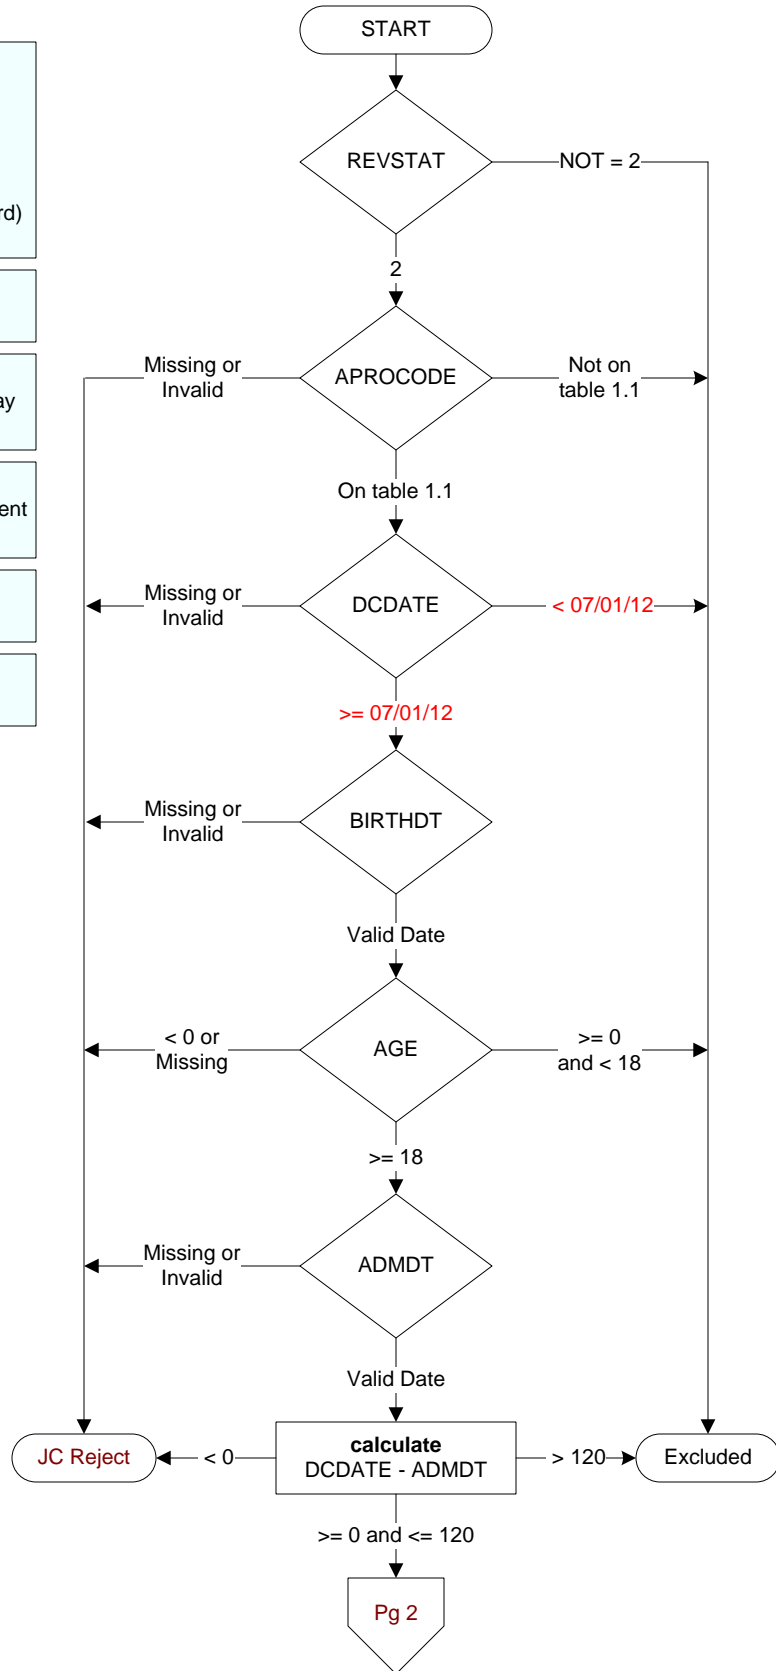 START
REVSTAT
NOT = 2
rd)
2
Missing or
Invalid
APROCODE
Not on
table 1.1
ay
On table 1.1
ent
Missing or
Invalid
DCDATE
< 07/01/12
>= 07/01/12
Missing or
Invalid
BIRTHDT
Valid Date
< 0 or
Missing
AGE
>= 0
and < 18
>= 18
Missing or
Invalid
ADMDT
Valid Date
JC Reject
< 0
calculate
DCDATE - ADMDT
> 120
Excluded
>= 0 and <= 120
Pg 2